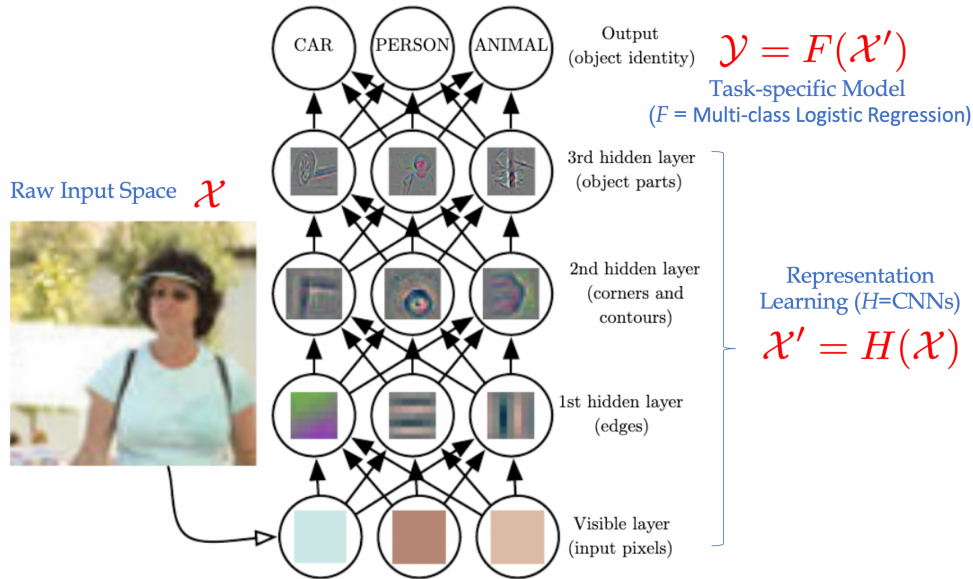 CAR
PERSON
ANIMAL
Output
(object identity)
𝒴 = F(𝒳′)
Task-specific Model
(F = Multi-class Logistic Regression)
3rd hidden layer
(object parts)
Raw Input Space 𝒳
2nd hidden layer
(corners and
contours)
Representation
Learning (H=CNNs)
𝒳′ = H(𝒳)
1st hidden layer
(edges)
Visible layer
(input pixels)